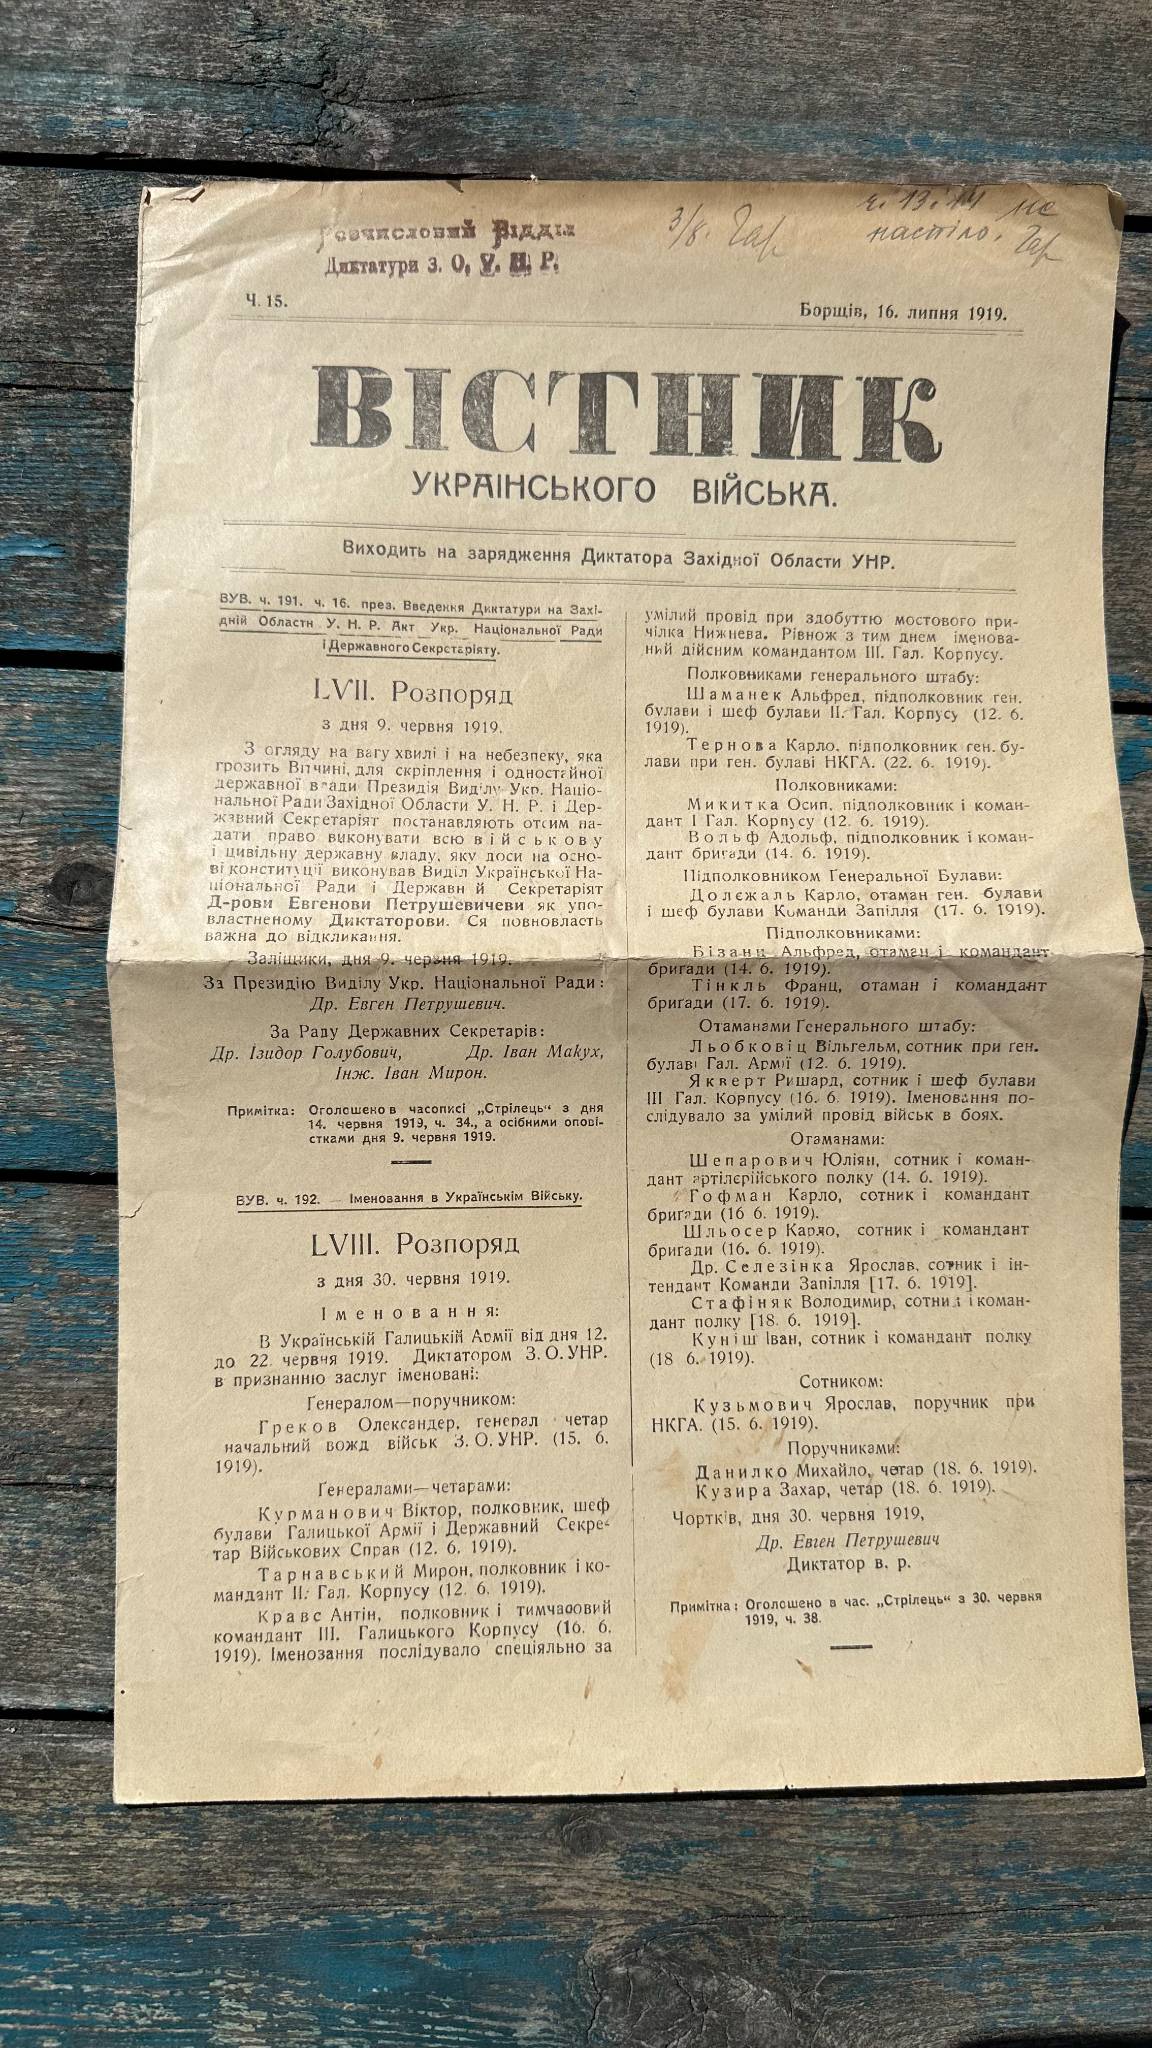 Розчисловий Відділ
Диктатури З. О. У. Н. Р.
3/8. Гар
ч. 13. 14 не
наспіло. Гар
Ч. 15.
Борщів, 16. липня 1919.
ВІСТНИК
УКРАІНСЬКОГО ВІЙСЬКА.
Виходить на зарядження Диктатора Західної Области УНР.
ВУВ. ч. 191. ч. 16. през. Введення Диктатури на Захі-
дній Области У. Н. Р. Акт Укр. Національної Ради
і Державного Секретаріяту.
LVII. Розпоряд
з дня 9. червня 1919.
З огляду на вагу хвилі і на небезпеку, яка
грозить Вітчині, для скріплення і одностайної
державної влади Президія Виділу Укр. Націо-
нальної Ради Західної Области У. Н. Р. і Дер-
жавний Секретаріят постановляють отсим на-
дати право виконувати всю військову
і цивільну державну владу, яку доси на осно-
ві конституції виконував Виділ Української На-
ціональної Ради і Державн й Секретаріят
Д-рови Евгенови Петрушевичеви як упо-
властненому Диктаторови. Ся повновласть
важна до відкликання.
Заліщики, дня 9. червня 1919.
За Президію Виділу Укр. Національної Ради:
Др. Евген Петрушевич.
За Раду Державних Секретарів:
Др. Ізидор Голубович, Др. Іван Макух,
Інж. Іван Мирон.
Примітка: Оголошено в часописі „Стрілець“ з дня
14. червня 1919, ч. 34., а осібними опові-
стками дня 9. червня 1919.
ВУВ. ч. 192. — Іменовання в Українськім Війську.
LVIII. Розпоряд
з дня 30. червня 1919.
Іменовання:
В Українській Галицькій Армії від дня 12.
до 22. червня 1919. Диктатором З.О.УНР.
в признанню заслуг іменовані:
Ґенералом—поручником:
Греков Олександер, генерал четар
начальний вожд військ З.О.УНР. (15. 6.
1919).
Ґенералами—четарами:
Курманович Віктор, полковник, шеф
булави Галицької Армії і Державний Секре-
тар Військових Справ (12. 6. 1919).
Тарнавський Мирон, полковник і ко-
мандант II. Гал. Корпусу (12. 6. 1919).
Кравс Антін, полковник і тимчасовий
командант III. Галицького Корпусу (16. 6.
1919). Іменозання послідувало специяльно за
умілий провід при здобуттю мостового при-
чілка Нижнева. Рівнож з тим днем іменова-
ний дійсним командантом III. Гал. Корпусу.
Полковниками генерального штабу:
Шаманек Альфред, підполковник ґен.
булави і шеф булави II. Гал. Корпусу (12. 6.
1919).
Тернова Карло. підполковник ґен. бу-
лави при ген. булаві НКГА. (22. 6. 1919).
Полковниками:
Микитка Осип, підполковник і коман-
дант I Гал. Корпусу (12. 6. 1919).
Вольф Адольф, підполковник і коман-
дант бригади (14. 6. 1919).
Підполковником Ґенеральної Булави:
Долєжаль Карло, отаман ген. булави
і шеф булави Команди Запілля (17. 6. 1919).
Підполковниками:
Бізанц Альфред, отаман і командант
бриґади (14. 6. 1919).
Тінкль Франц, отаман і командант
бриґади (17. 6. 1919).
Отаманами Ґенерального штабу:
Льобковіц Вільгельм, сотник при ґен.
булаві Гал. Армії (12. 6. 1919).
Якверт Ришард, сотник і шеф булави
III Гал. Корпусу (16. 6. 1919). Іменовання по-
слідувало за умілий провід військ в боях.
Отаманами:
Шепарович Юліян, сотник і коман-
дант артілєрійського полку (14. 6. 1919).
Гофман Карло, сотник і командант
бриґади (16 6. 1919).
Шльосер Карло, сотник і командант
бриґади (16. 6. 1919).
Др. Селезінка Ярослав, сотник і ін-
тендант Команди Запілля [17. 6. 1919].
Стафіняк Володимир, сотник і коман-
дант полку [18. 6. 1919].
Куніш Іван, сотник і командант полку
(18 6. 1919).
Сотником:
Кузьмович Ярослав, поручник при
НКГА. (15. 6. 1919).
Поручниками:
Данилко Михайло, четар (18. 6. 1919).
Кузира Захар, четар (18. 6. 1919).
Чортків, дня 30. червня 1919,
Др. Евген Петрушевич
Диктатор в. р.
Примітка: Оголошено в час. „Стрілець“ з 30. червня
1919, ч. 38.